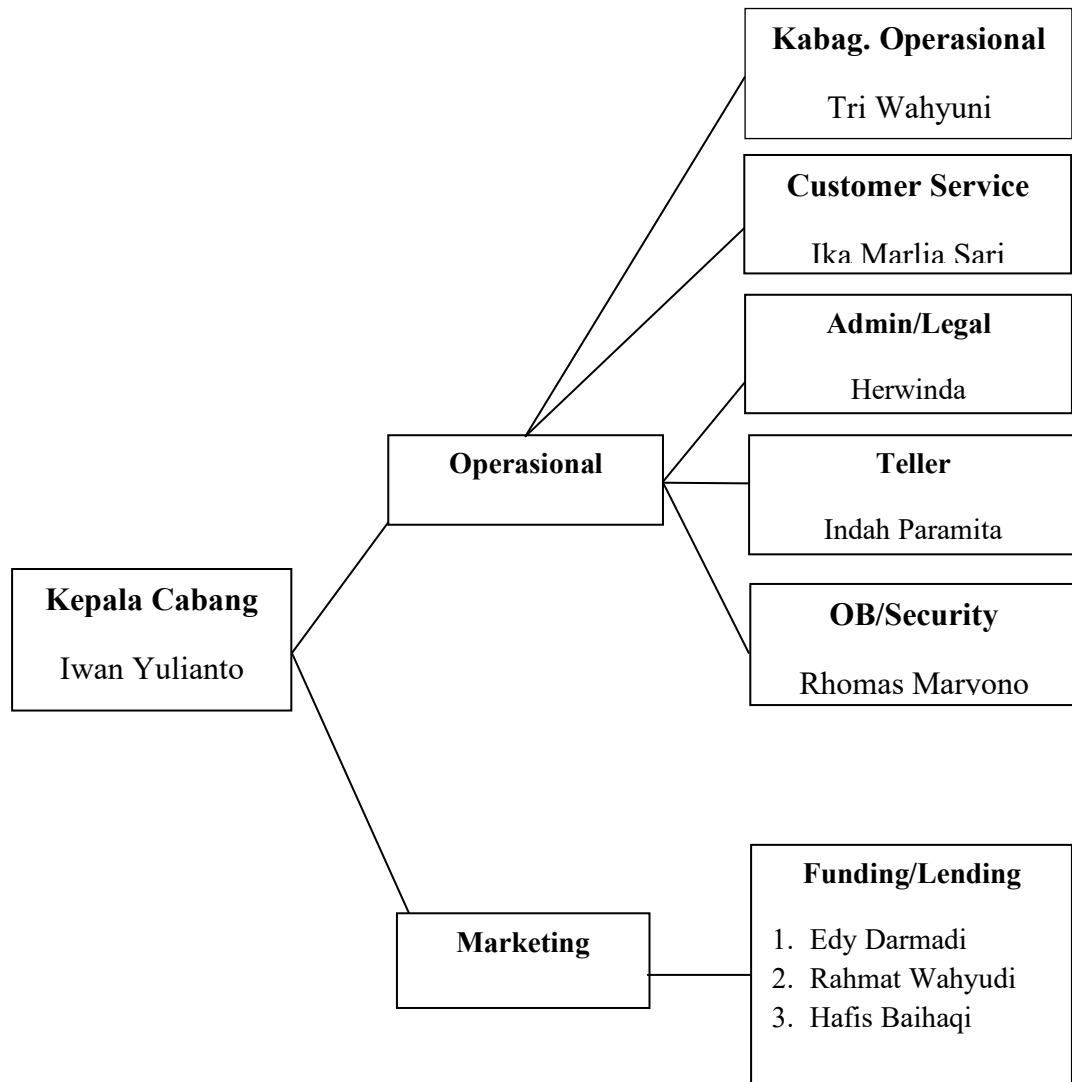 Kabag. Operasional
Tri Wahyuni
Customer Service
Ika Marlia Sari
Admin/Legal
Herwinda
Operasional
Teller
Indah Paramita
Kepala Cabang
Iwan Yulianto
OB/Security
Rhomas Maryono
Funding/Lending
1. Edy Darmadi
2. Rahmat Wahyudi
3. Hafis Baihaqi
Marketing